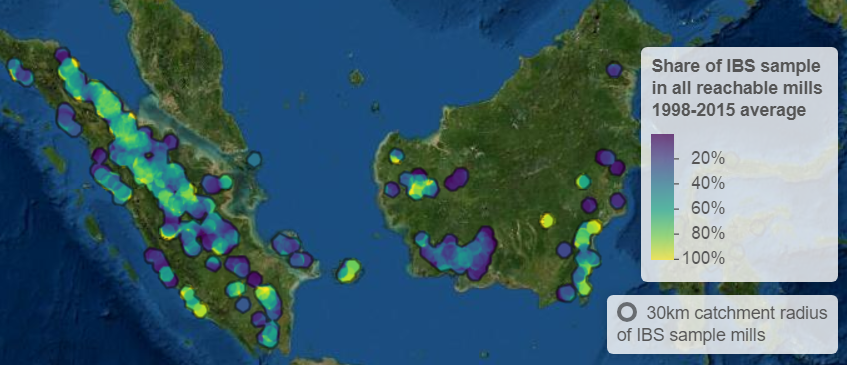 Share of IBS sample
in all reachable mills
1998-2015 average
20%
40%
60%
80%
100%
30km catchment radius
of IBS sample mills